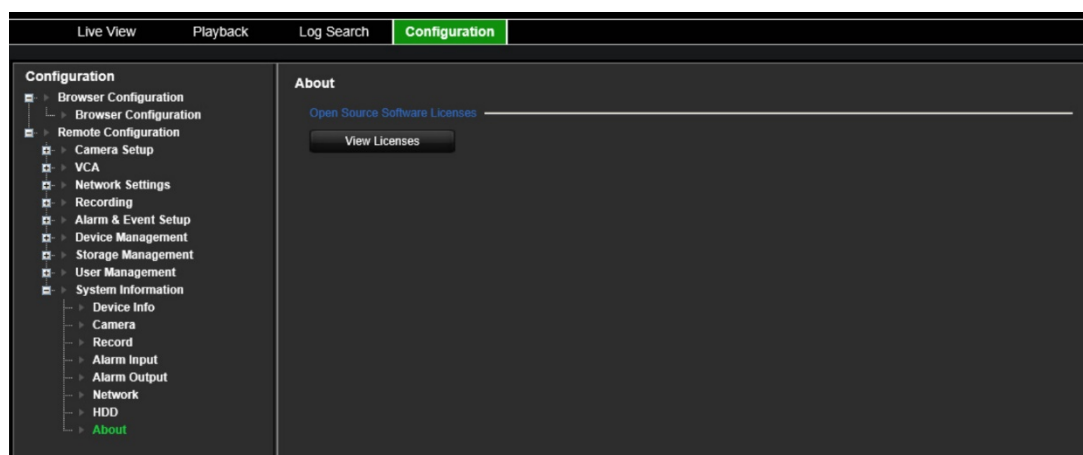 Live View Playback Log Search Configuration
Configuration
Browser Configuration
Browser Configuration
Remote Configuration
Camera Setup
VCA
Network Settings
Recording
Alarm & Event Setup
Device Management
Storage Management
User Management
System Information
Device Info
Camera
Record
Alarm Input
Alarm Output
Network
HDD
About
About
Open Source Software Licenses
View Licenses